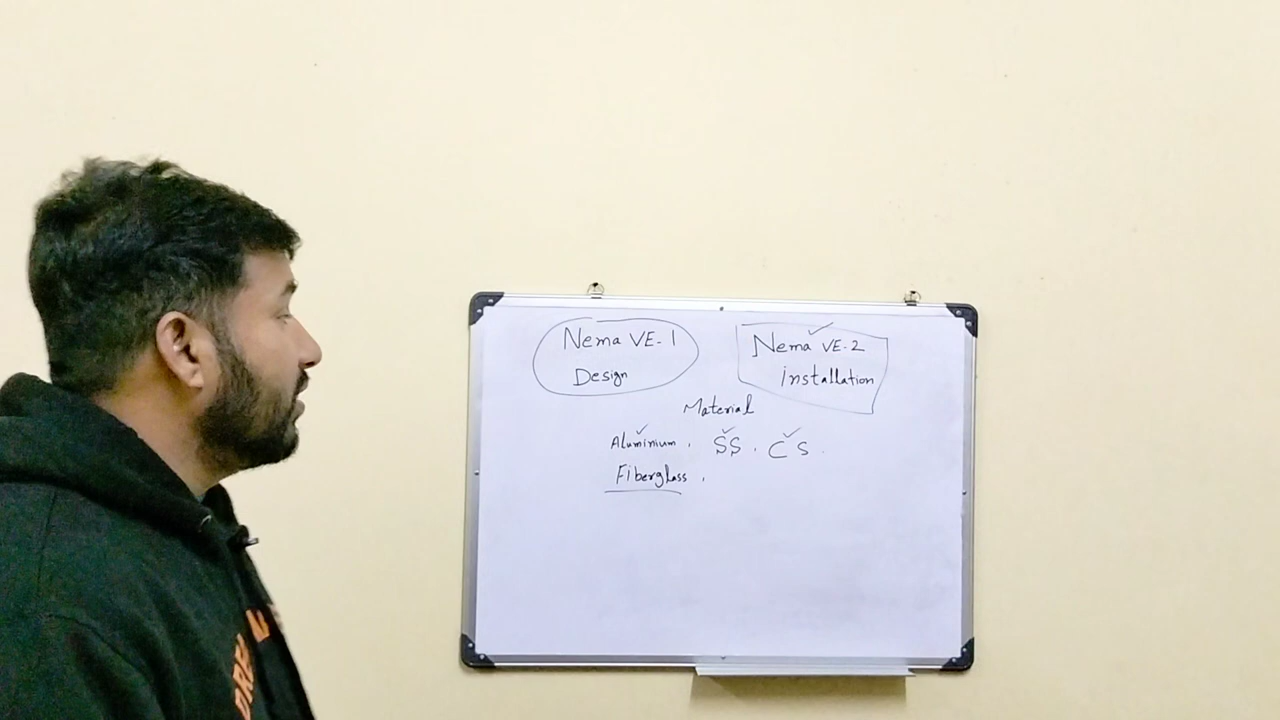 Nema VE-1
Design
Nema VE-2
installation
Material
Aluminium, SS, CS
Fiberglass,